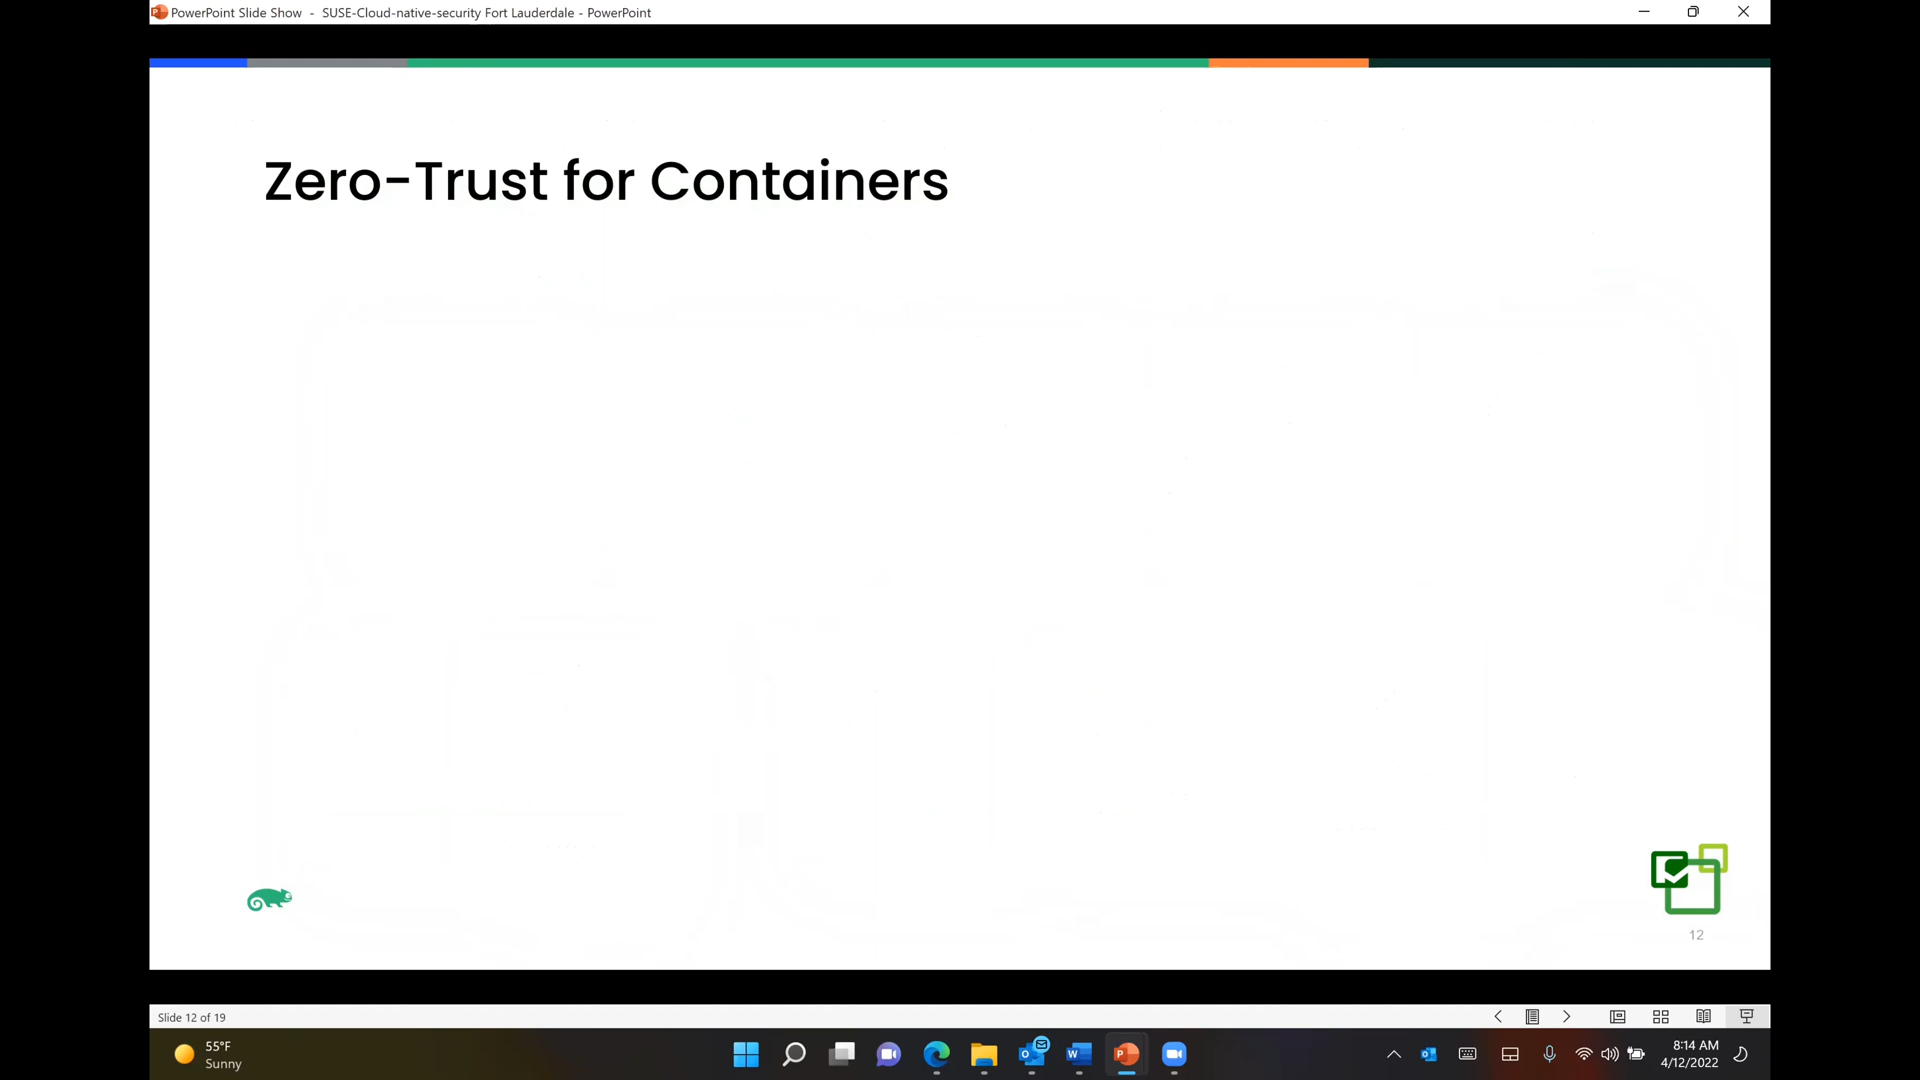 PowerPoint Slide Show - SUSE-Cloud-native-security Fort Lauderdale - PowerPoint
Zero-Trust for Containers
12
Slide 12 of 19
55°F
Sunny
8:14 AM
4/12/2022